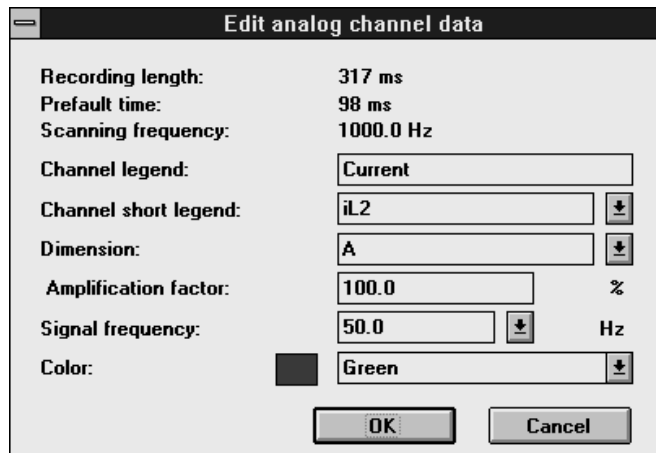 Edit analog channel data
Recording length: 317 ms
Prefault time: 98 ms
Scanning frequency: 1000.0 Hz
Channel legend: Current
Channel short legend: iL2
Dimension: A
Amplification factor: 100.0 %
Signal frequency: 50.0 Hz
Color: Green
OK Cancel